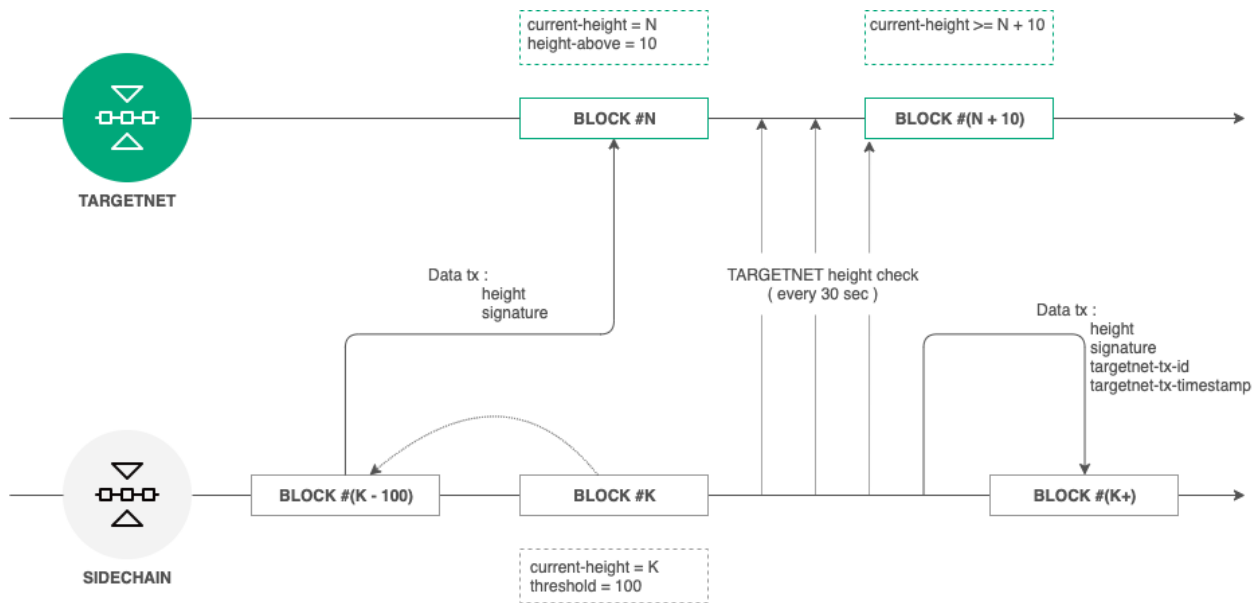 current-height = N
height-above = 10
current-height >= N + 10
BLOCK #N
BLOCK #(N + 10)
TARGETNET
Data tx :
height
signature
TARGETNET height check
( every 30 sec )
Data tx :
height
signature
targetnet-tx-id
targetnet-tx-timestamp
BLOCK #(K - 100)
BLOCK #K
BLOCK #(K+)
SIDECHAIN
current-height = K
threshold = 100